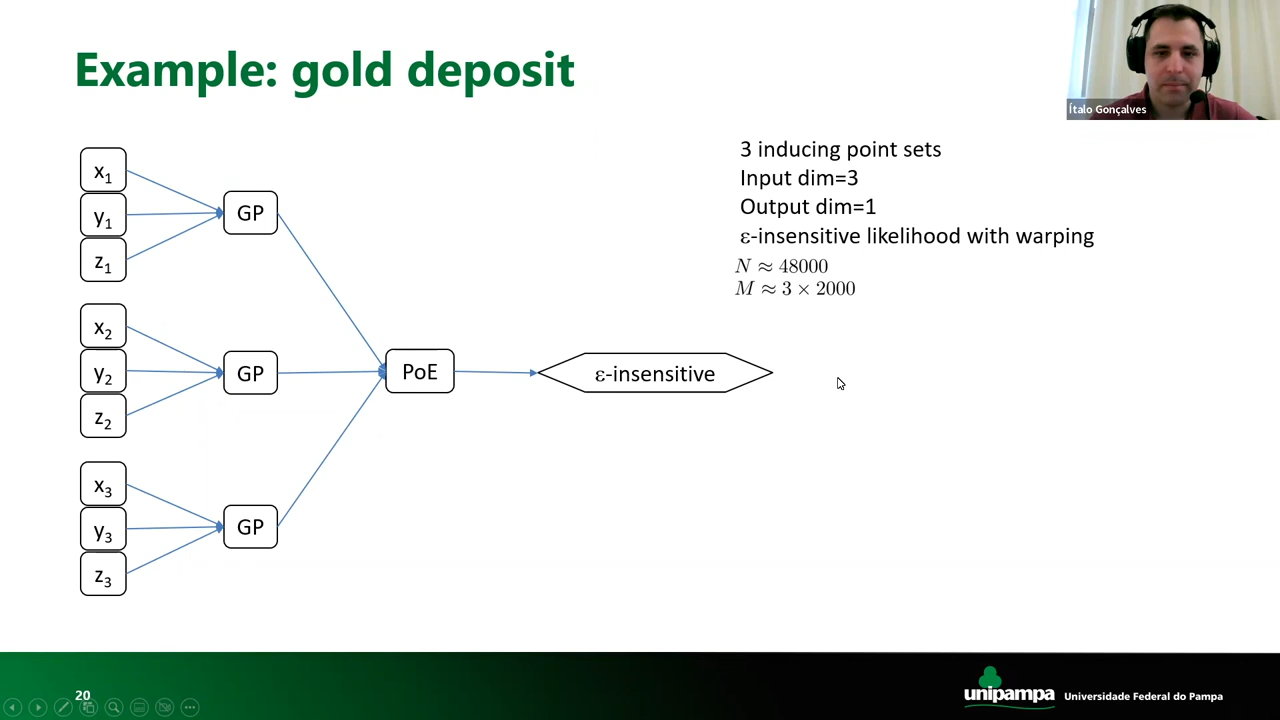 Example: gold deposit
Ítalo Gonçalves
3 inducing point sets
Input dim=3
Output dim=1
ε-insensitive likelihood with warping
N ≈ 48000
M ≈ 3 × 2000
x₁
y₁
z₁
GP
x₂
y₂
z₂
GP
PoE
ε-insensitive
x₃
y₃
z₃
GP
20
unipampa
Universidade Federal do Pampa